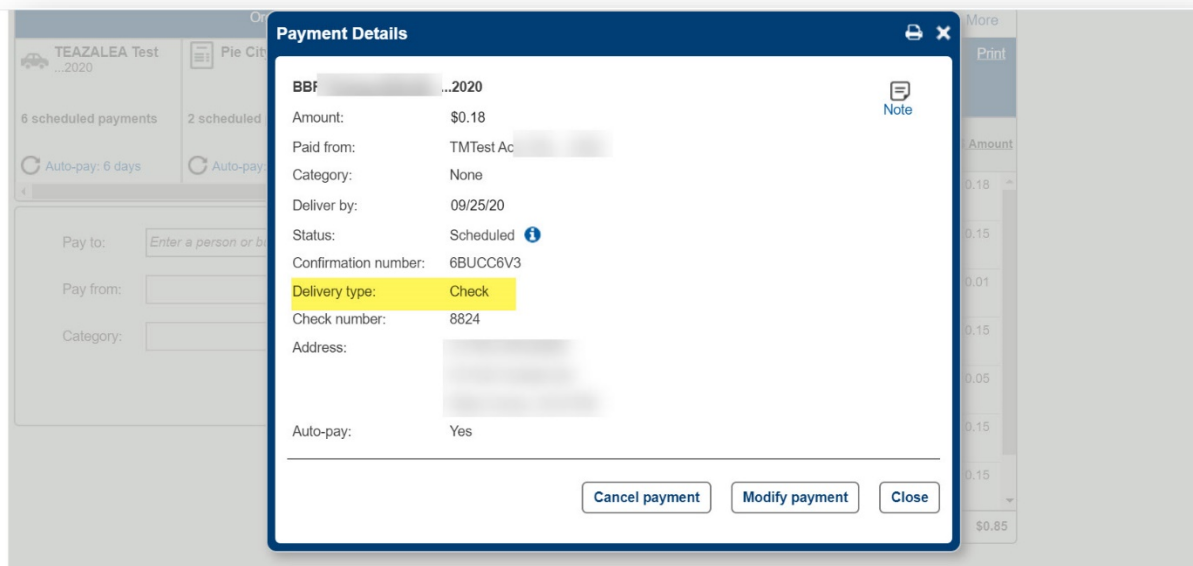 Or
More
TEAZALEA Test
...2020
Pie City
Print
6 scheduled payments
2 scheduled
Amount
Auto-pay: 6 days
Auto-pay:
Pay to:
Enter a person or bu
Pay from:
Category:
0.18
0.15
0.01
0.15
0.05
0.15
0.15
$0.85
Payment Details
BBF ...2020
Note
Amount: $0.18
Paid from: TMTest Ac
Category: None
Deliver by: 09/25/20
Status: Scheduled
Confirmation number: 6BUCC6V3
Delivery type: Check
Check number: 8824
Address:
Auto-pay: Yes
Cancel payment
Modify payment
Close